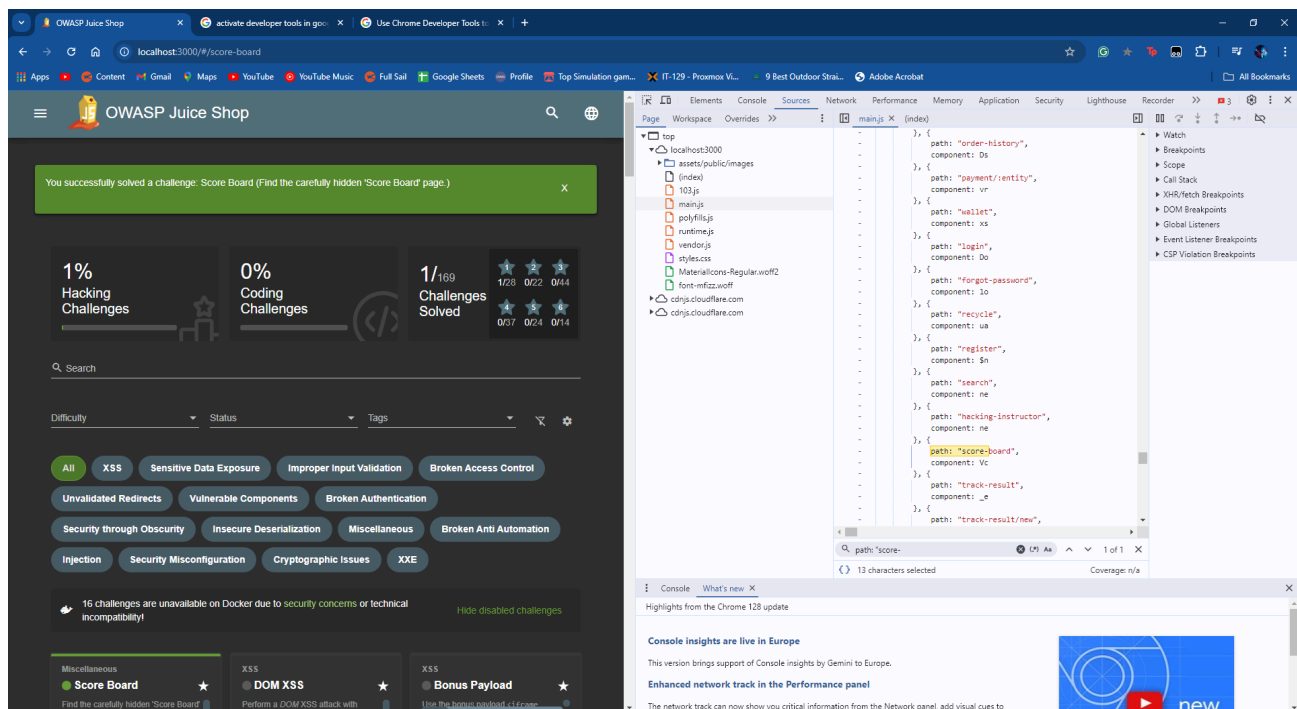 OWASP Juice Shop
activate developer tools in goo
Use Chrome Developer Tools to
localhost:3000/#/score-board
Apps
Content
Gmail
Maps
YouTube
YouTube Music
Full Sail
Google Sheets
Profile
Top Simulation gam...
IT-129 - Proxmox Vi...
9 Best Outdoor Strai...
Adobe Acrobat
All Bookmarks
OWASP Juice Shop
You successfully solved a challenge: Score Board (Find the carefully hidden 'Score Board' page.)
X
1%
Hacking
Challenges
0%
Coding
Challenges
1/169
Challenges
Solved
1 2 3
1/28 0/22 0/44
4 5 6
0/37 0/24 0/14
Search
Difficulty
Status
Tags
All XSS Sensitive Data Exposure Improper Input Validation Broken Access Control
Unvalidated Redirects Vulnerable Components Broken Authentication
Security through Obscurity Insecure Deserialization Miscellaneous Broken Anti Automation
Injection Security Misconfiguration Cryptographic Issues XXE
16 challenges are unavailable on Docker due to security concerns or technical
incompatibility!
Hide disabled challenges
Miscellaneous
Score Board
Find the carefully hidden 'Score Board'
XSS
DOM XSS
Perform a DOM XSS attack with
XSS
Bonus Payload
Use the bonus payload <iframe
Elements Console Sources Network Performance Memory Application Security Lighthouse Recorder
3
Page Workspace Overrides
top
localhost:3000
assets/public/images
(index)
103.js
main.js
polyfills.js
runtime.js
vendor.js
styles.css
MaterialIcons-Regular.woff2
font-mfizz.woff
cdnjs.cloudflare.com
cdnjs.cloudflare.com
main.js
(index)
}, {
path: "order-history",
component: Ds
}, {
path: "payment/:entity",
component: vr
}, {
path: "wallet",
component: xs
}, {
path: "login",
component: Do
}, {
path: "forgot-password",
component: lo
}, {
path: "recycle",
component: ua
}, {
path: "register",
component: $n
}, {
path: "search",
component: ne
}, {
path: "hacking-instructor",
component: ne
}, {
path: "score-board",
component: Vc
}, {
path: "track-result",
component: _e
}, {
path: "track-result/new",
path: "score-
(.*) Aa
1 of 1
{ } 13 characters selected
Coverage: n/a
Watch
Breakpoints
Scope
Call Stack
XHR/fetch Breakpoints
DOM Breakpoints
Global Listeners
Event Listener Breakpoints
CSP Violation Breakpoints
Console What's new
Highlights from the Chrome 128 update
Console insights are live in Europe
This version brings support of Console insights by Gemini to Europe.
Enhanced network track in the Performance panel
The network track can now show you critical information from the Network panel, add visual cues to
new